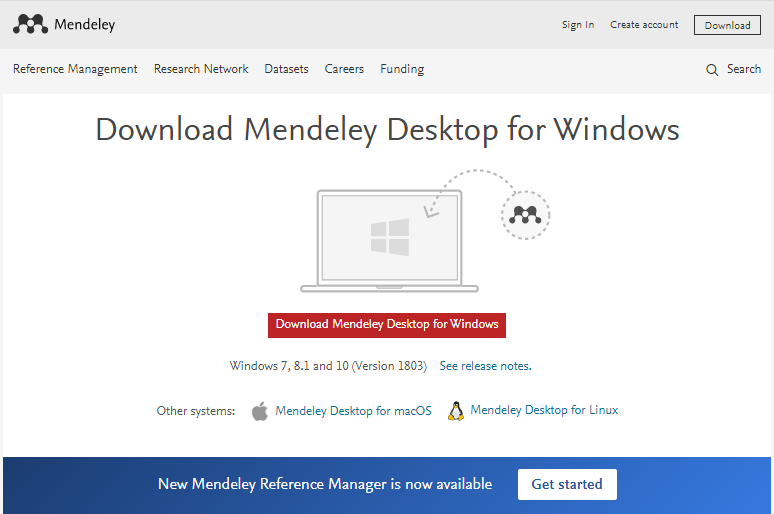 Mendeley
Sign In Create account Download
Reference Management Research Network Datasets Careers Funding Search
Download Mendeley Desktop for Windows
Download Mendeley Desktop for Windows
Windows 7, 8.1 and 10 (Version 1803) See release notes.
Other systems: Mendeley Desktop for macOS Mendeley Desktop for Linux
New Mendeley Reference Manager is now available Get started